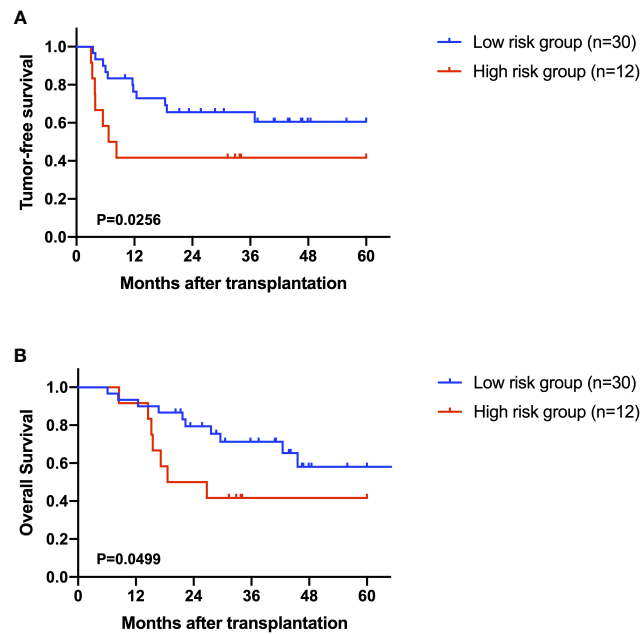 A
Low risk group (n=30)
High risk group (n=12)
Tumor-free survival
1.0
0.8
0.6
0.4
0.2
0.0
P=0.0256
0 12 24 36 48 60
Months after transplantation
B
Low risk group (n=30)
High risk group (n=12)
Overall Survival
1.0
0.8
0.6
0.4
0.2
0.0
P=0.0499
0 12 24 36 48 60
Months after transplantation